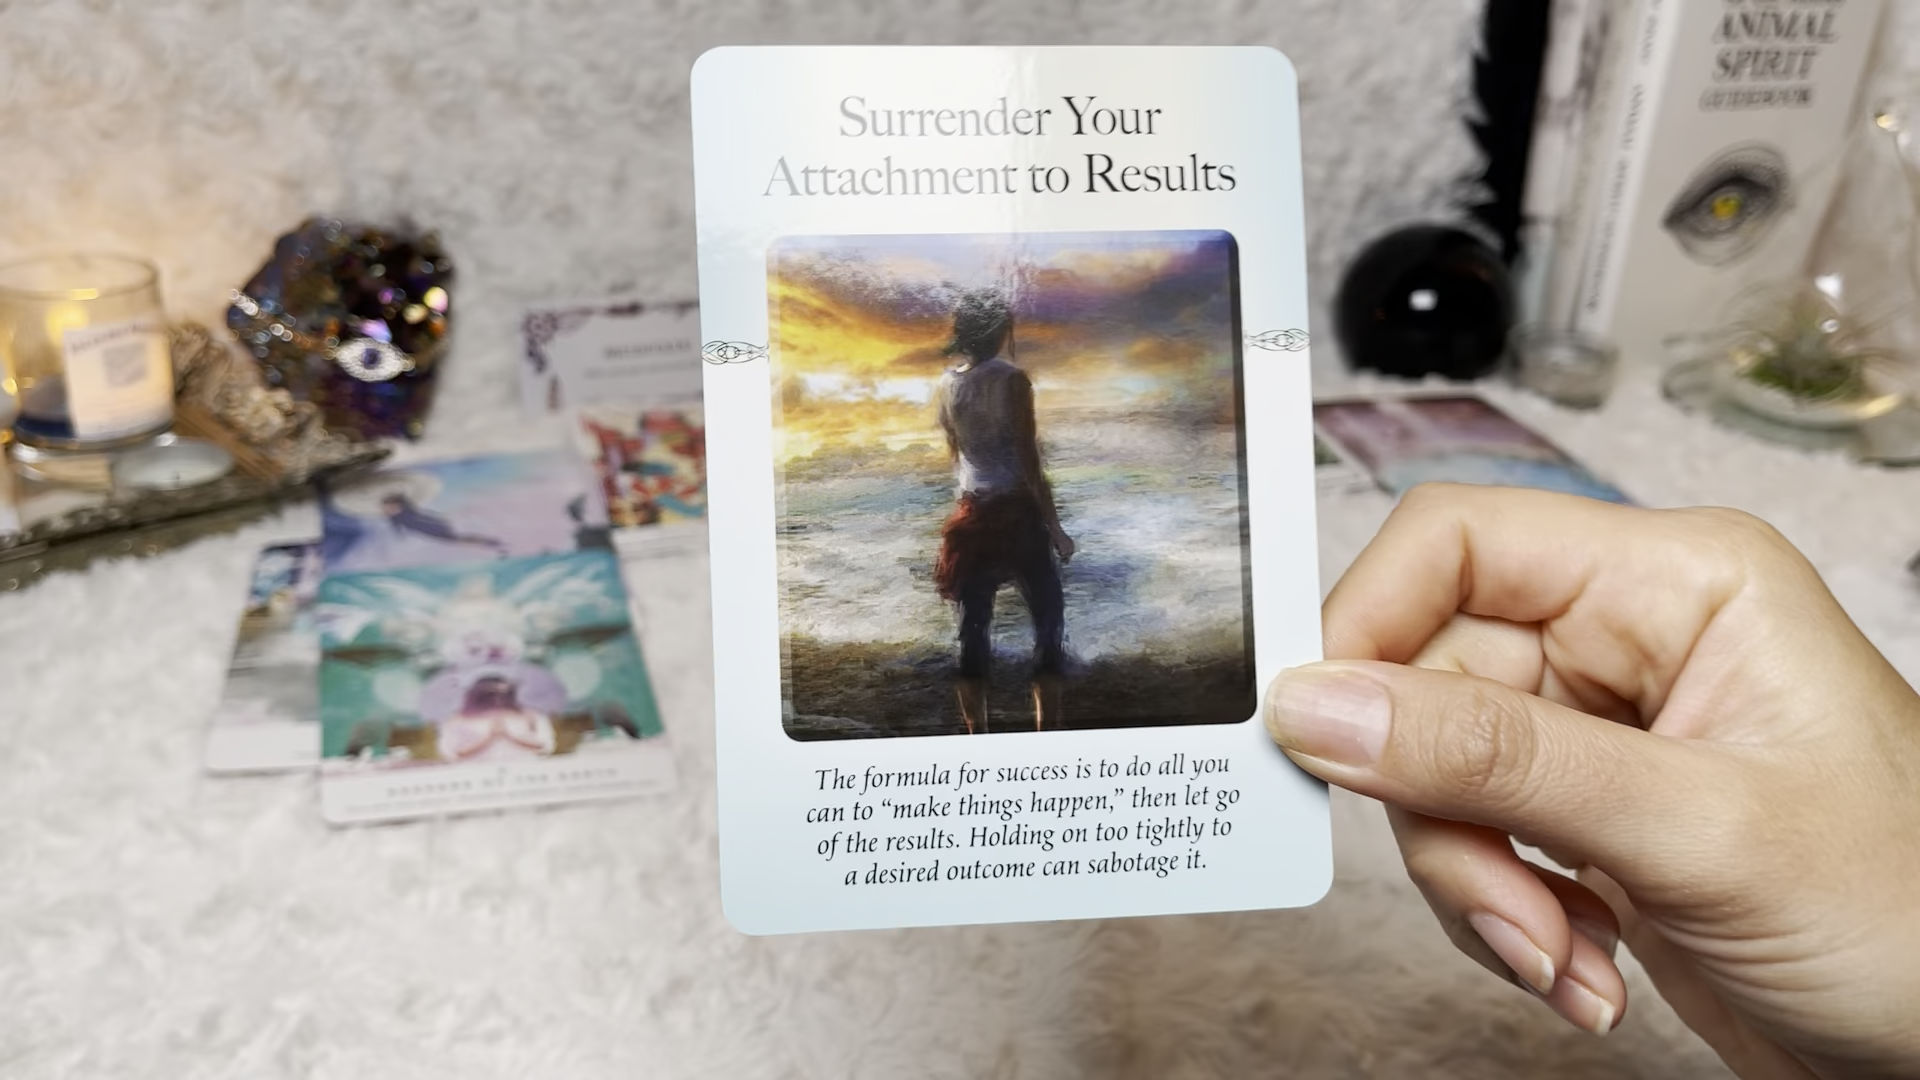 Surrender Your
Attachment to Results
The formula for success is to do all you
can to “make things happen,” then let go
of the results. Holding on too tightly to
a desired outcome can sabotage it.
ANIMAL
SPIRIT
GUIDEBOOK